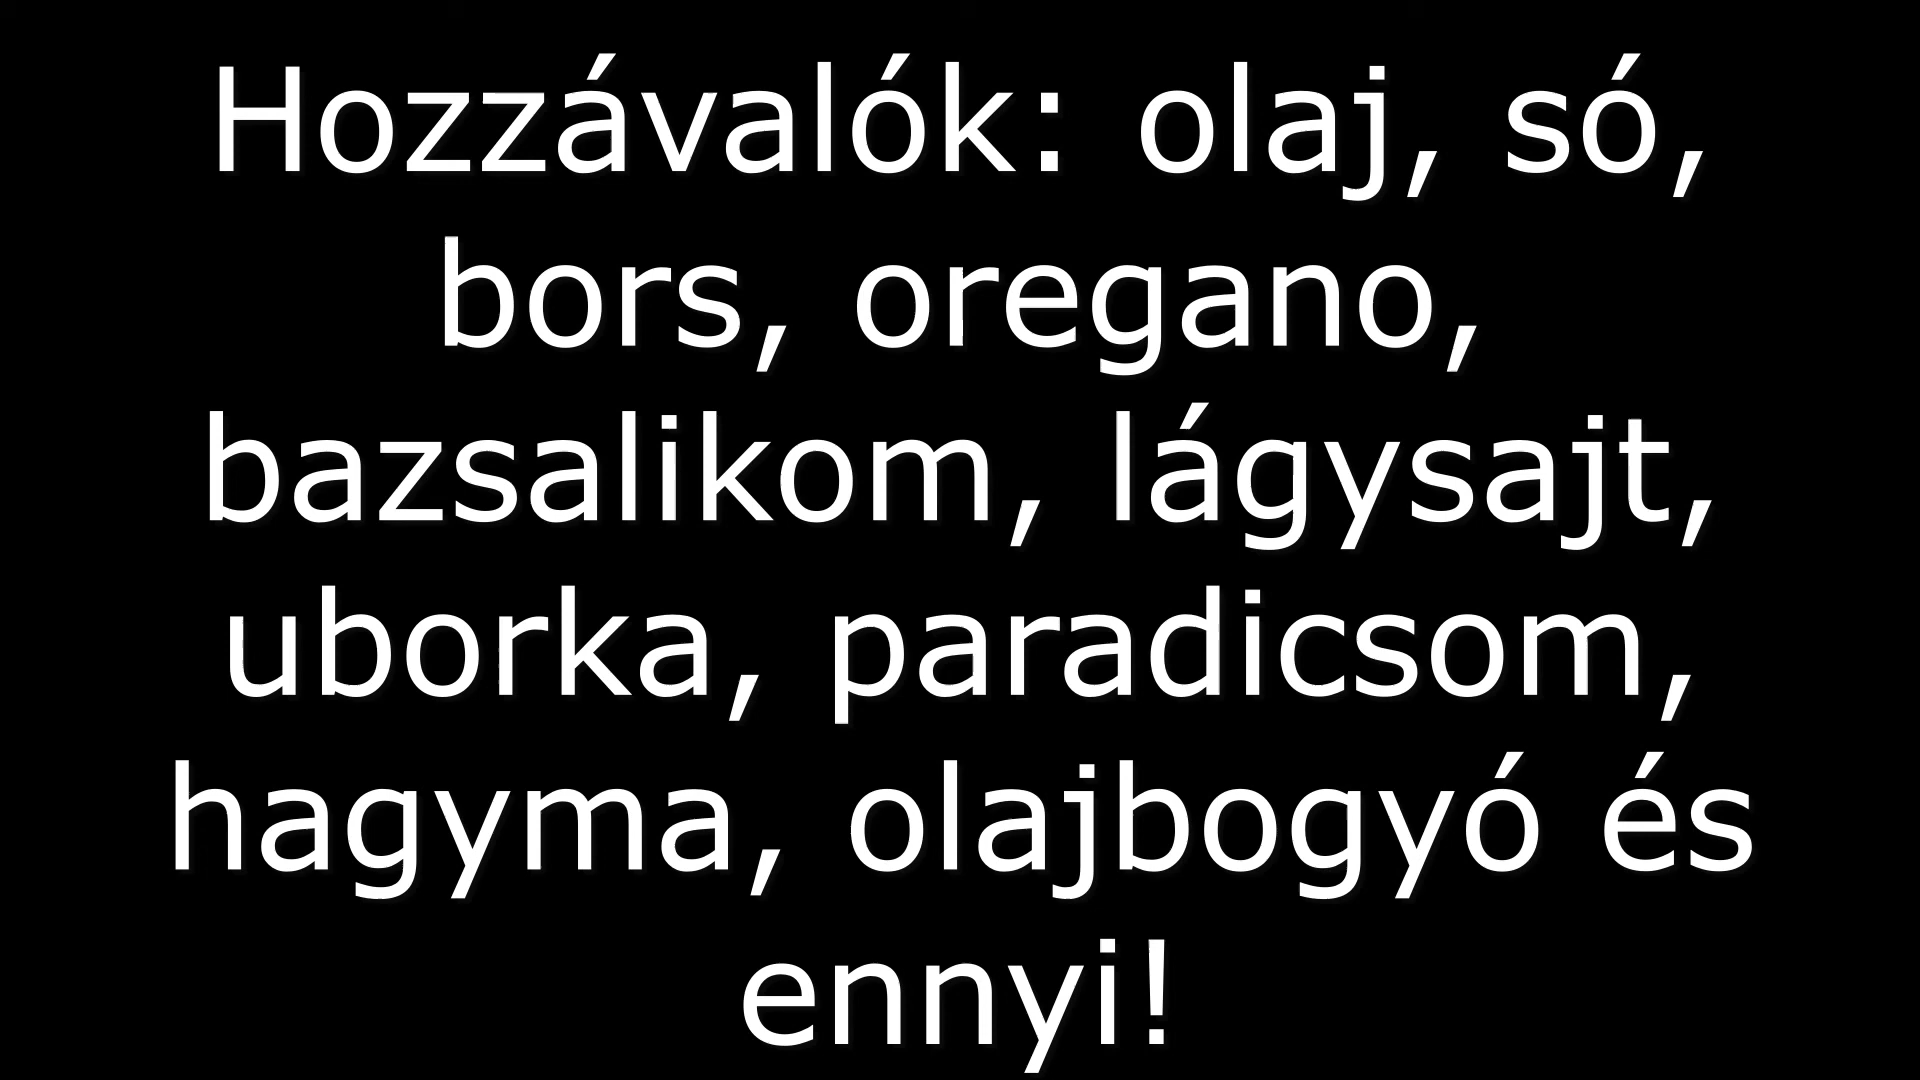 Hozzávalók: olaj, só,
bors, oregano,
bazsalikom, lágysajt,
uborka, paradicsom,
hagyma, olajbogyó és
ennyi!